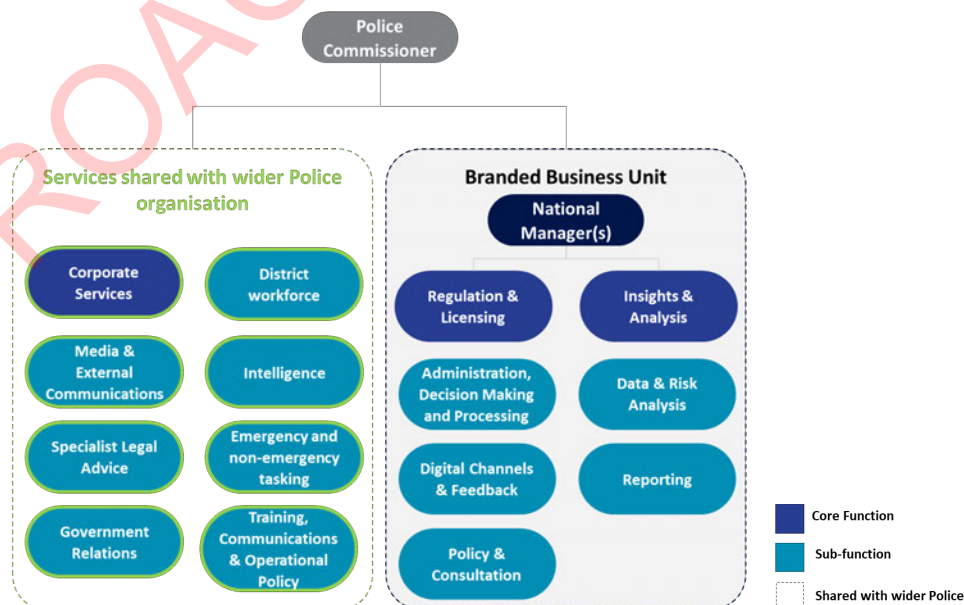 Police
Commissioner
Services shared with wider Police
organisation
Corporate
Services
District
workforce
Media &
External
Communications
Intelligence
Specialist Legal
Advice
Emergency and
non-emergency
tasking
Government
Relations
Training,
Communications
& Operational
Policy
Branded Business Unit
National
Manager(s)
Regulation &
Licensing
Insights &
Analysis
Administration,
Decision Making
and Processing
Data & Risk
Analysis
Digital Channels
& Feedback
Reporting
Policy &
Consultation
Core Function
Sub-function
Shared with wider Police